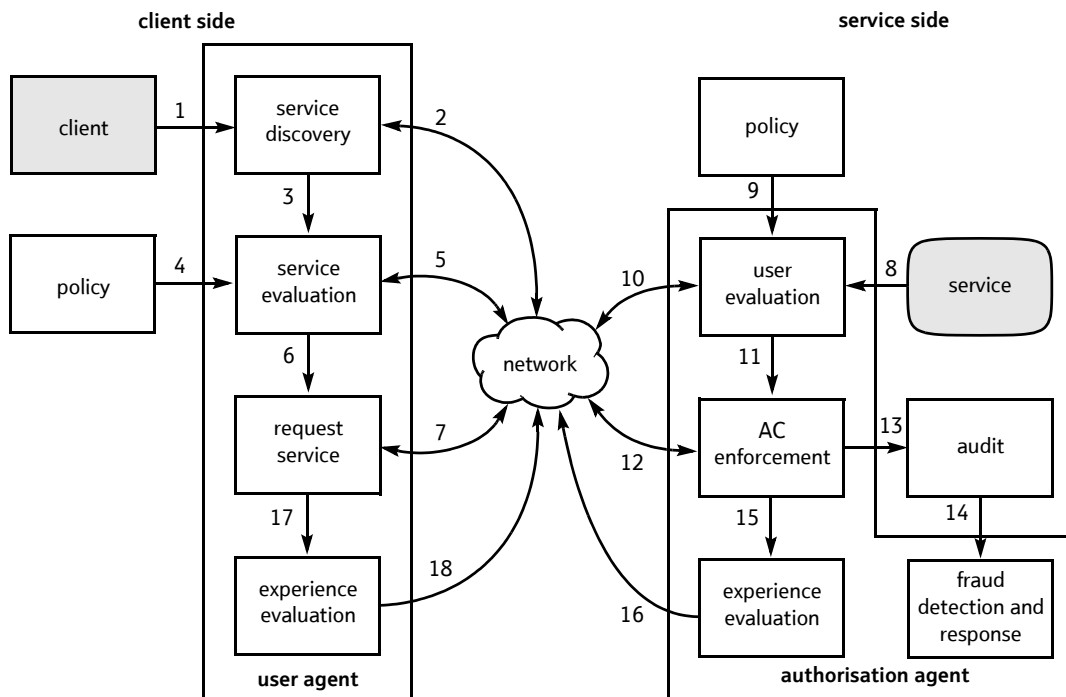 client side
service side
client
1
service
discovery
2
policy
3
9
policy
4
service
evaluation
5
10
user
evaluation
8
service
6
network
11
request
service
7
12
AC
enforcement
13
audit
17
15
14
experience
evaluation
18
16
experience
evaluation
fraud
detection and
response
user agent
authorisation agent